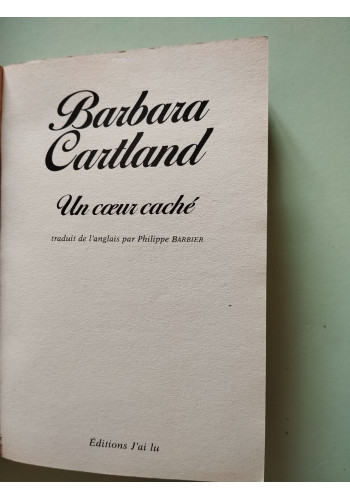 Barbara
Cartland
Un cœur caché
traduit de l'anglais par Philippe BARBIER
Éditions J'ai lu